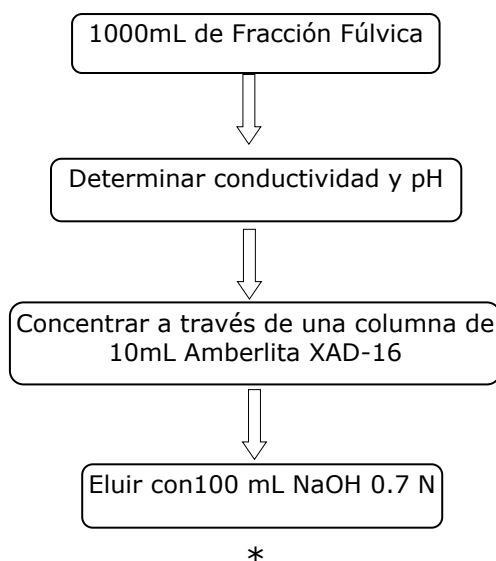 1000mL de Fracción Fúlvica
Determinar conductividad y pH
Concentrar a través de una columna de
10mL Amberlita XAD-16
Eluir con100 mL NaOH 0.7 N
*